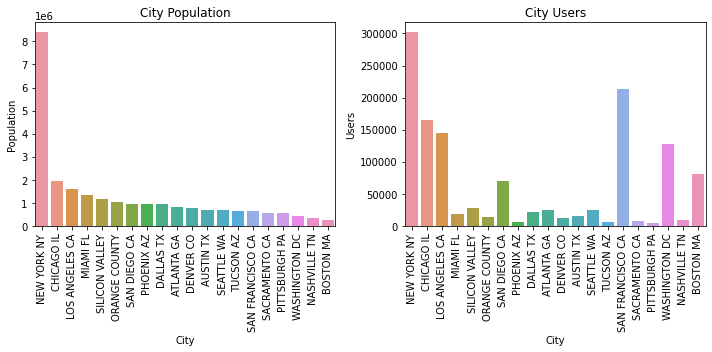 City Population
1e6
Population
8
7
6
5
4
3
2
1
0
NEW YORK NY
CHICAGO IL
LOS ANGELES CA
MIAMI FL
SILICON VALLEY
ORANGE COUNTY
SAN DIEGO CA
PHOENIX AZ
DALLAS TX
ATLANTA GA
DENVER CO
AUSTIN TX
SEATTLE WA
TUCSON AZ
SAN FRANCISCO CA
SACRAMENTO CA
PITTSBURGH PA
WASHINGTON DC
NASHVILLE TN
BOSTON MA
City
City Users
Users
300000
250000
200000
150000
100000
50000
0
NEW YORK NY
CHICAGO IL
LOS ANGELES CA
MIAMI FL
SILICON VALLEY
ORANGE COUNTY
SAN DIEGO CA
PHOENIX AZ
DALLAS TX
ATLANTA GA
DENVER CO
AUSTIN TX
SEATTLE WA
TUCSON AZ
SAN FRANCISCO CA
SACRAMENTO CA
PITTSBURGH PA
WASHINGTON DC
NASHVILLE TN
BOSTON MA
City